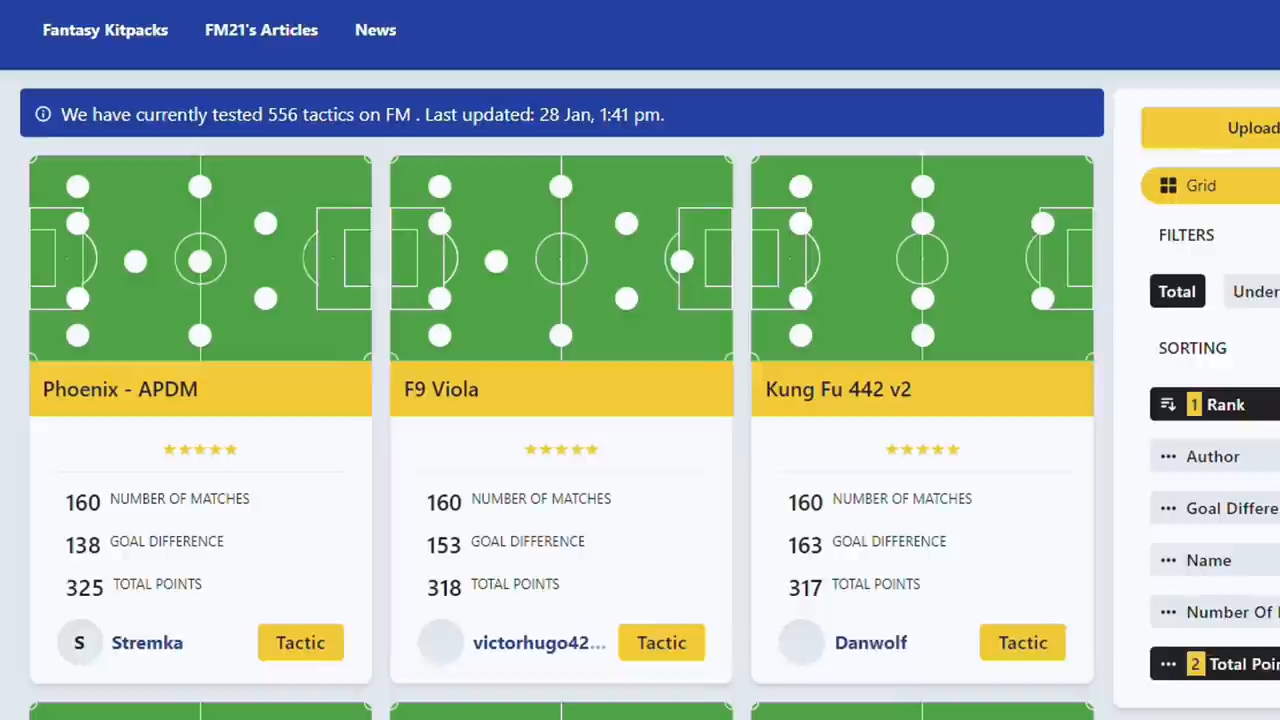 Fantasy Kitpacks FM21's Articles News
We have currently tested 556 tactics on FM . Last updated: 28 Jan, 1:41 pm.
Phoenix - APDM
160 NUMBER OF MATCHES
138 GOAL DIFFERENCE
325 TOTAL POINTS
S Stremka Tactic
F9 Viola
160 NUMBER OF MATCHES
153 GOAL DIFFERENCE
318 TOTAL POINTS
victorhugo42... Tactic
Kung Fu 442 v2
160 NUMBER OF MATCHES
163 GOAL DIFFERENCE
317 TOTAL POINTS
Danwolf Tactic
Upload
Grid
FILTERS
Total Under
SORTING
1 Rank
Author
Goal Differe
Name
Number Of
2 Total Poi